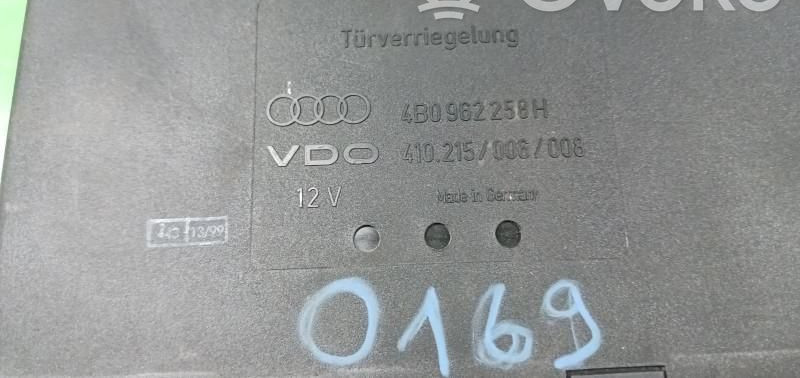 Türverriegelung
4B0 962 258 H
VDO 410.215/006/008
12 V Made in Germany
13/99
0169